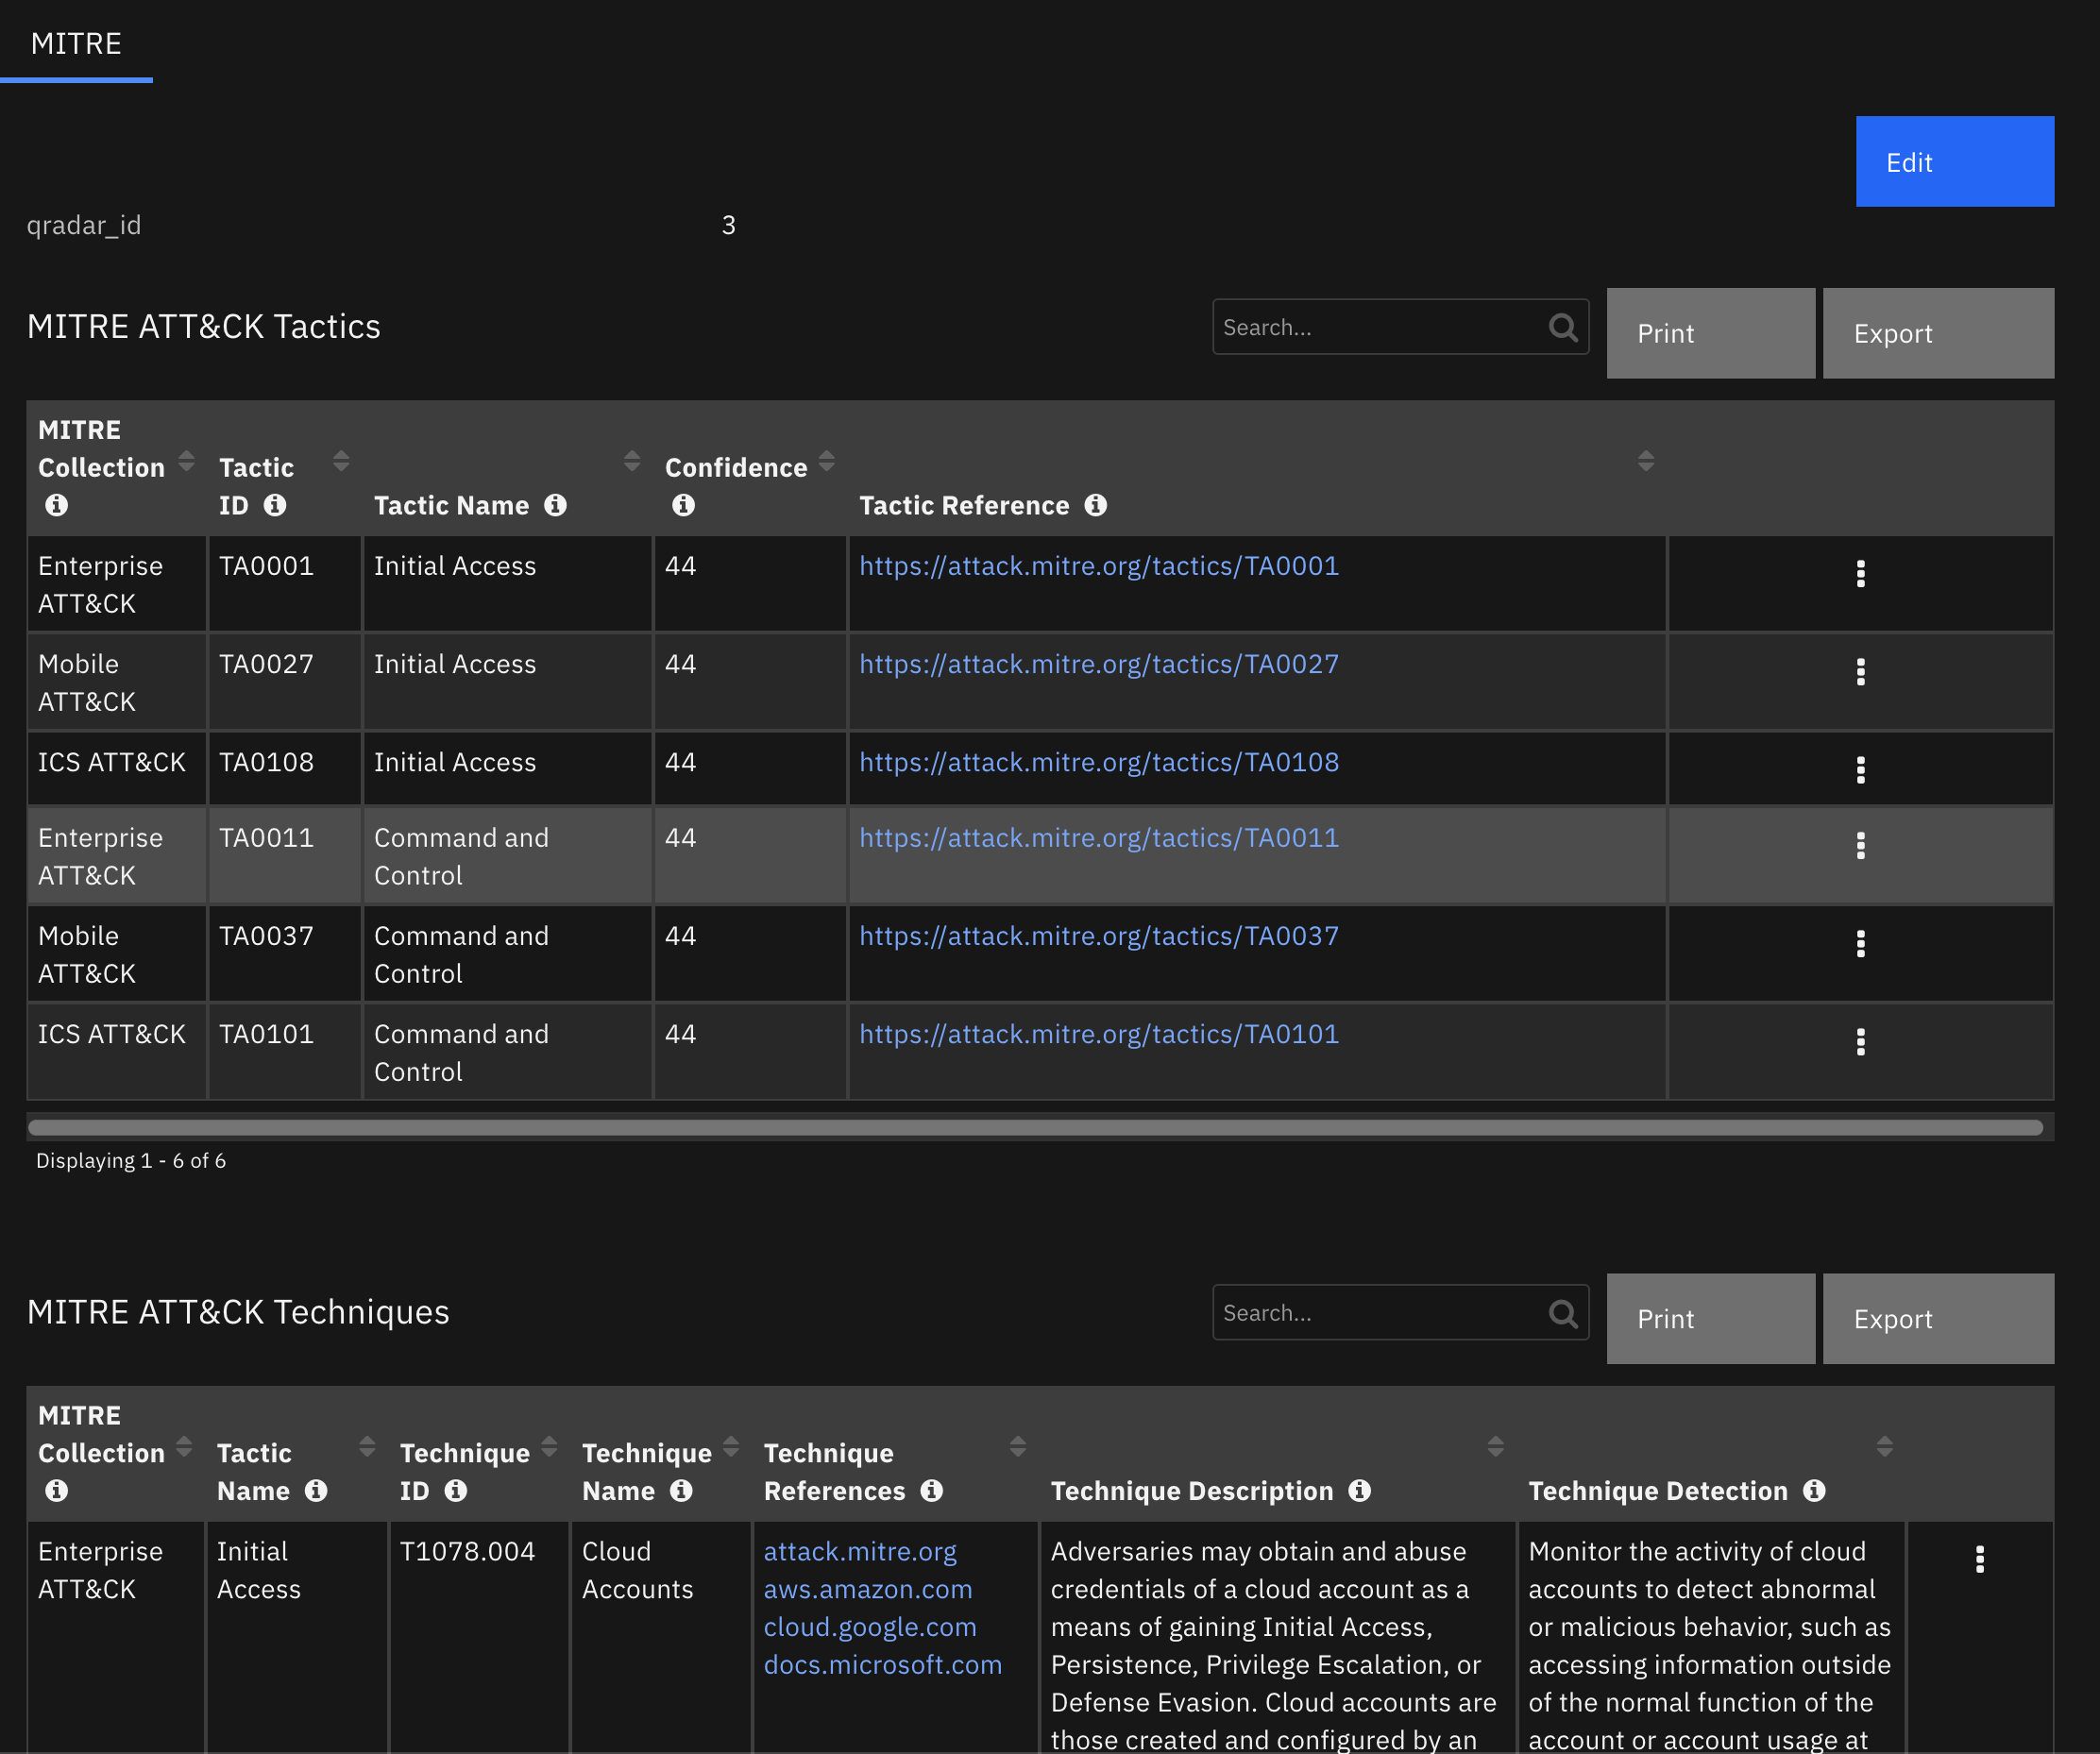 MITRE
Edit
qradar_id 3
MITRE ATT&CK Tactics
Search... Print Export
MITRE
Collection Tactic Confidence
ID Tactic Name Tactic Reference
Enterprise TA0001 Initial Access 44 https://attack.mitre.org/tactics/TA0001
ATT&CK
Mobile TA0027 Initial Access 44 https://attack.mitre.org/tactics/TA0027
ATT&CK
ICS ATT&CK TA0108 Initial Access 44 https://attack.mitre.org/tactics/TA0108
Enterprise TA0011 Command and 44 https://attack.mitre.org/tactics/TA0011
ATT&CK Control
Mobile TA0037 Command and 44 https://attack.mitre.org/tactics/TA0037
ATT&CK Control
ICS ATT&CK TA0101 Command and 44 https://attack.mitre.org/tactics/TA0101
Control
Displaying 1 - 6 of 6
MITRE ATT&CK Techniques
Search... Print Export
MITRE
Collection Tactic Technique Technique Technique
Name ID Name References Technique Description Technique Detection
Enterprise Initial T1078.004 Cloud attack.mitre.org Adversaries may obtain and abuse Monitor the activity of cloud
ATT&CK Access Accounts aws.amazon.com credentials of a cloud account as a accounts to detect abnormal
cloud.google.com means of gaining Initial Access, or malicious behavior, such as
docs.microsoft.com Persistence, Privilege Escalation, or accessing information outside
Defense Evasion. Cloud accounts are of the normal function of the
those created and configured by an account or account usage at